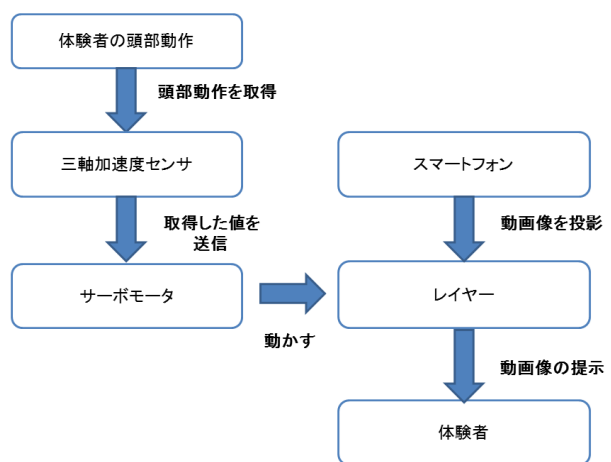 体験者の頭部動作
頭部動作を取得
三軸加速度センサ
取得した値を
送信
サーボモータ
動かす
スマートフォン
動画像を投影
レイヤー
動画像の提示
体験者